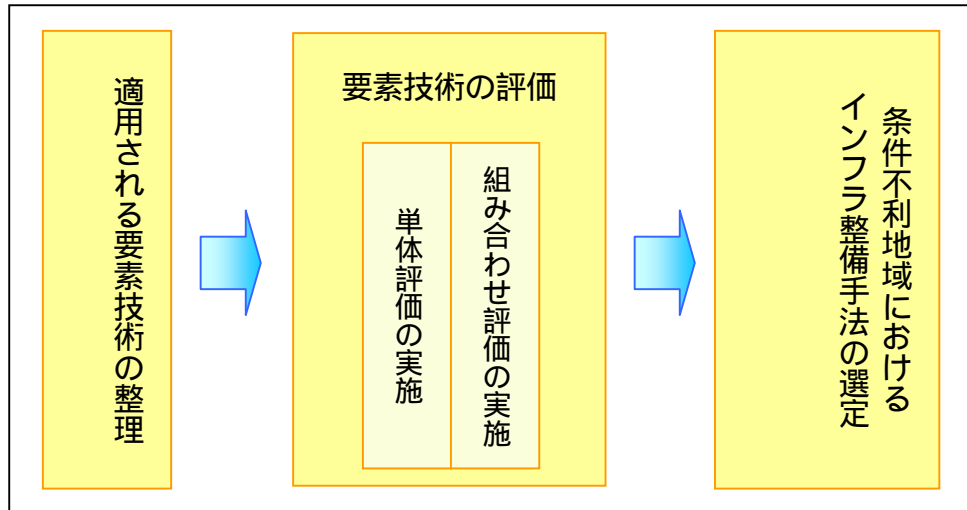 適用される要素技術の整理
要素技術の評価
単体評価の実施
組み合わせ評価の実施
条件不利地域における
インフラ整備手法の選定